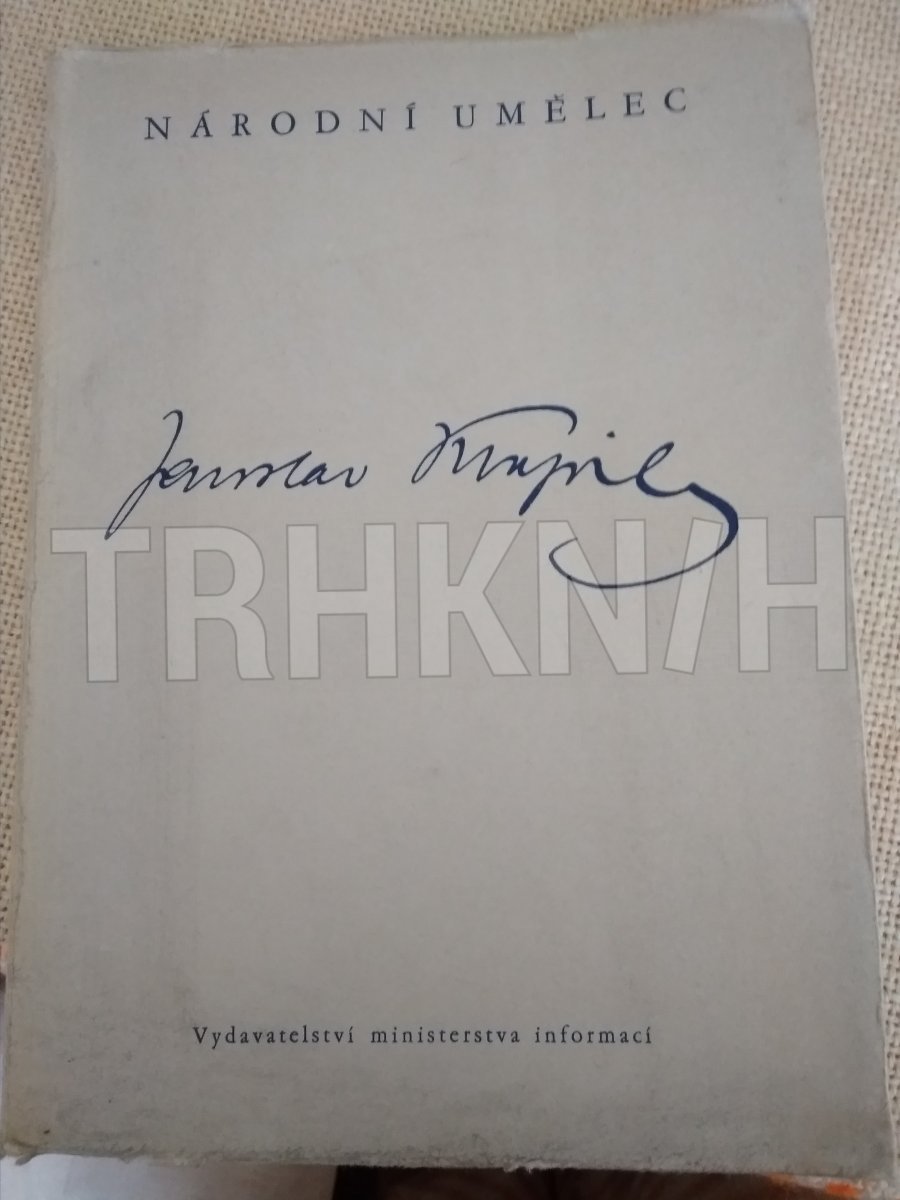 NÁRODNÍ UMĚLEC
Jaroslav Kvapil
TRHKNIH
Vydavatelství ministerstva informací